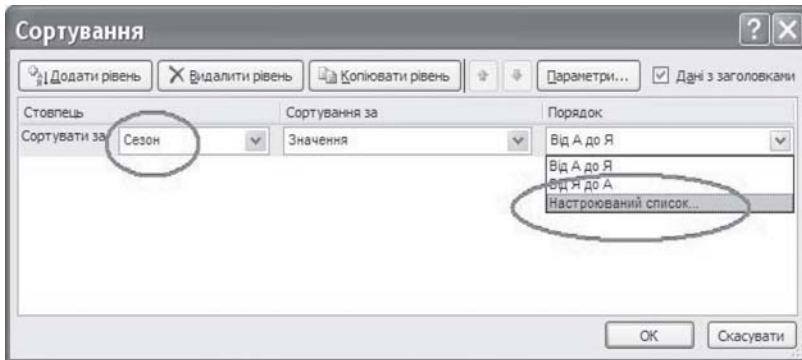 Сортування
Додати рівень Видалити рівень Копіювати рівень Параметри... Дані з заголовками
Стовпець Сортування за Порядок
Сортувати за Сезон Значення Від А до Я
Від А до Я
Від Я до А
Настроюваний список...
OK Скасувати